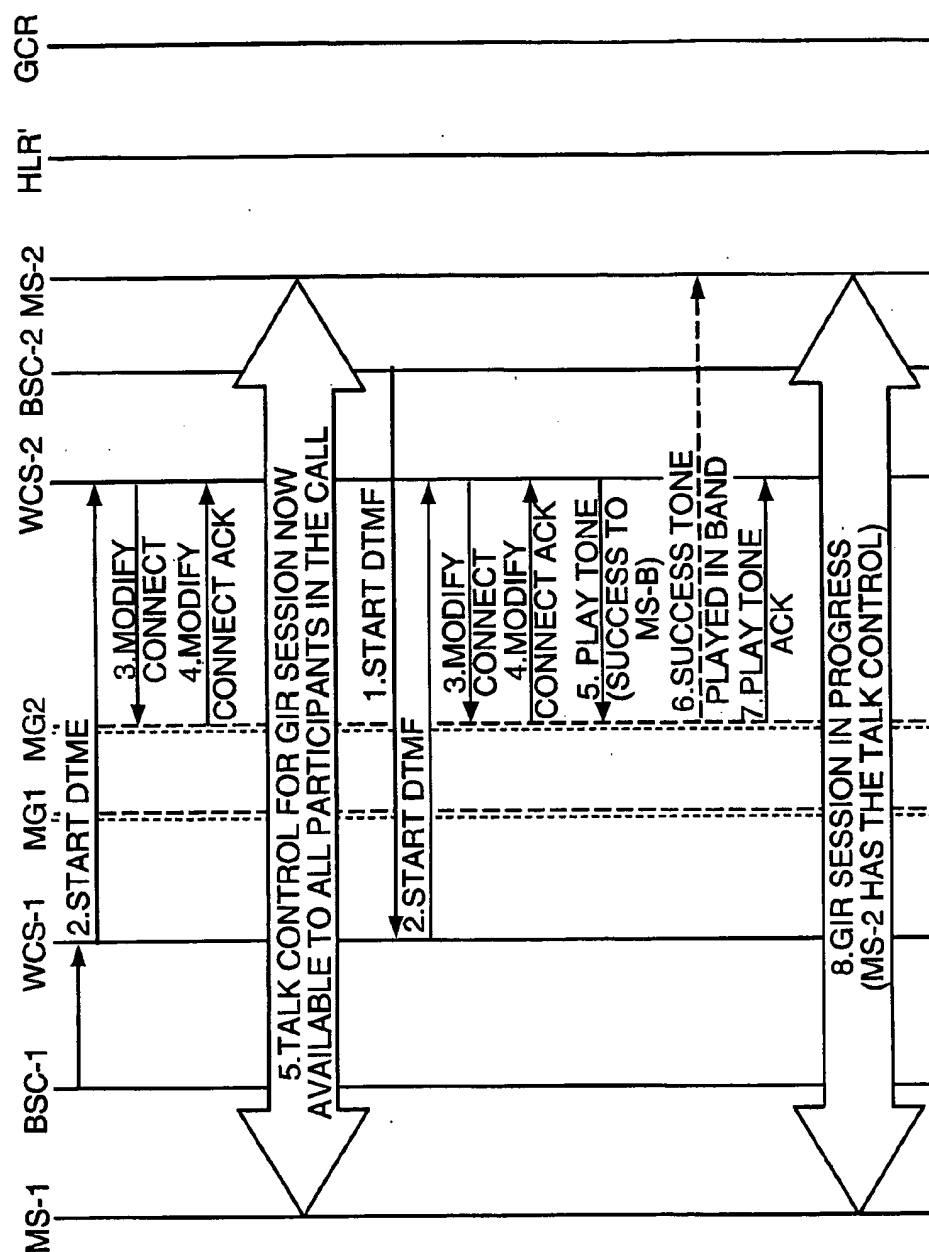 MS-1 BSC-1 WCS-1 MG1 MG2 WCS-2 BSC-2 MS-2 HLR' GCR
2.START DTME
3.MODIFY
CONNECT
4.MODIFY
CONNECT ACK
5.TALK CONTROL FOR GIR SESSION NOW
AVAILABLE TO ALL PARTICIPANTS IN THE CALL
1.START DTMF
2.START DTMF
3.MODIFY
CONNECT
4.MODIFY
CONNECT ACK
5. PLAY TONE
(SUCCESS TO
MS-B)
6.SUCCESS TONE
PLAYED IN BAND
7.PLAY TONE
ACK
8.GIR SESSION IN PROGRESS
(MS-2 HAS THE TALK CONTROL)